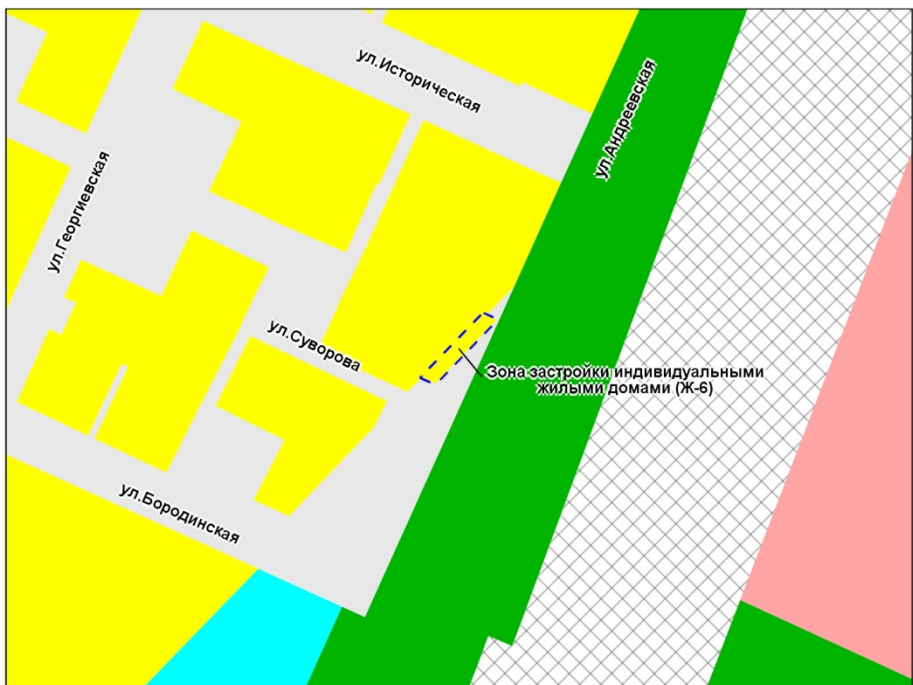 ул.Историческая
ул.Андреевская
ул.Георгиевская
ул.Суворова
Зона застройки индивидуальными
жилыми домами (Ж-6)
ул.Бородинская